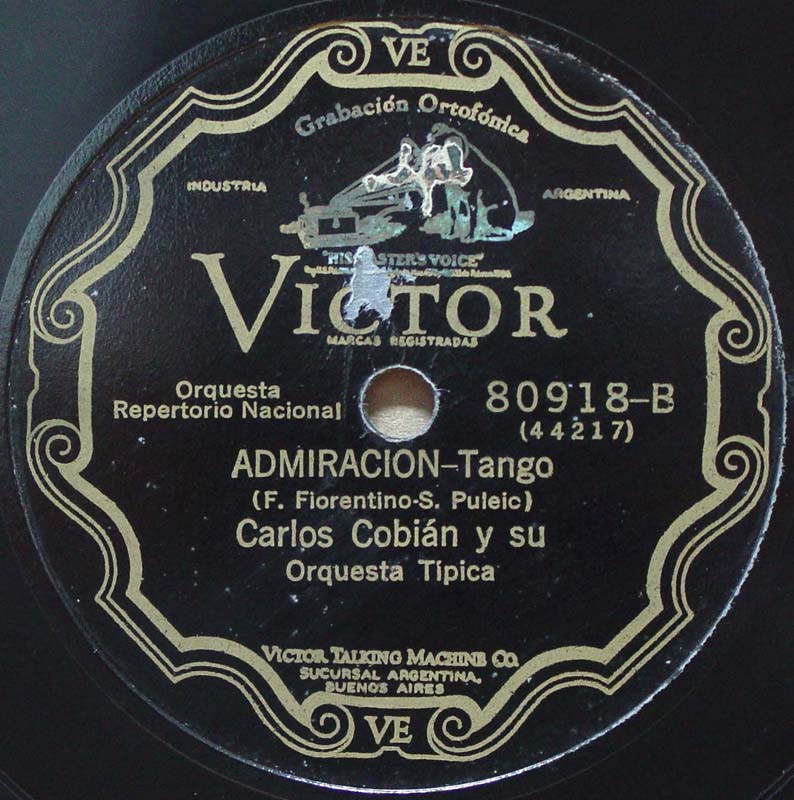 VE
Grabación Ortofónica
INDUSTRIA
ARGENTINA
"HIS MASTER'S VOICE"
VICTOR
MARCAS REGISTRADAS
Orquesta
Repertorio Nacional
80918-B
(44217)
ADMIRACION-Tango
(F. Fiorentino-S. Puleic)
Carlos Cobián y su
Orquesta Típica
VICTOR TALKING MACHINE CO.
SUCURSAL ARGENTINA,
BUENOS AIRES
VE